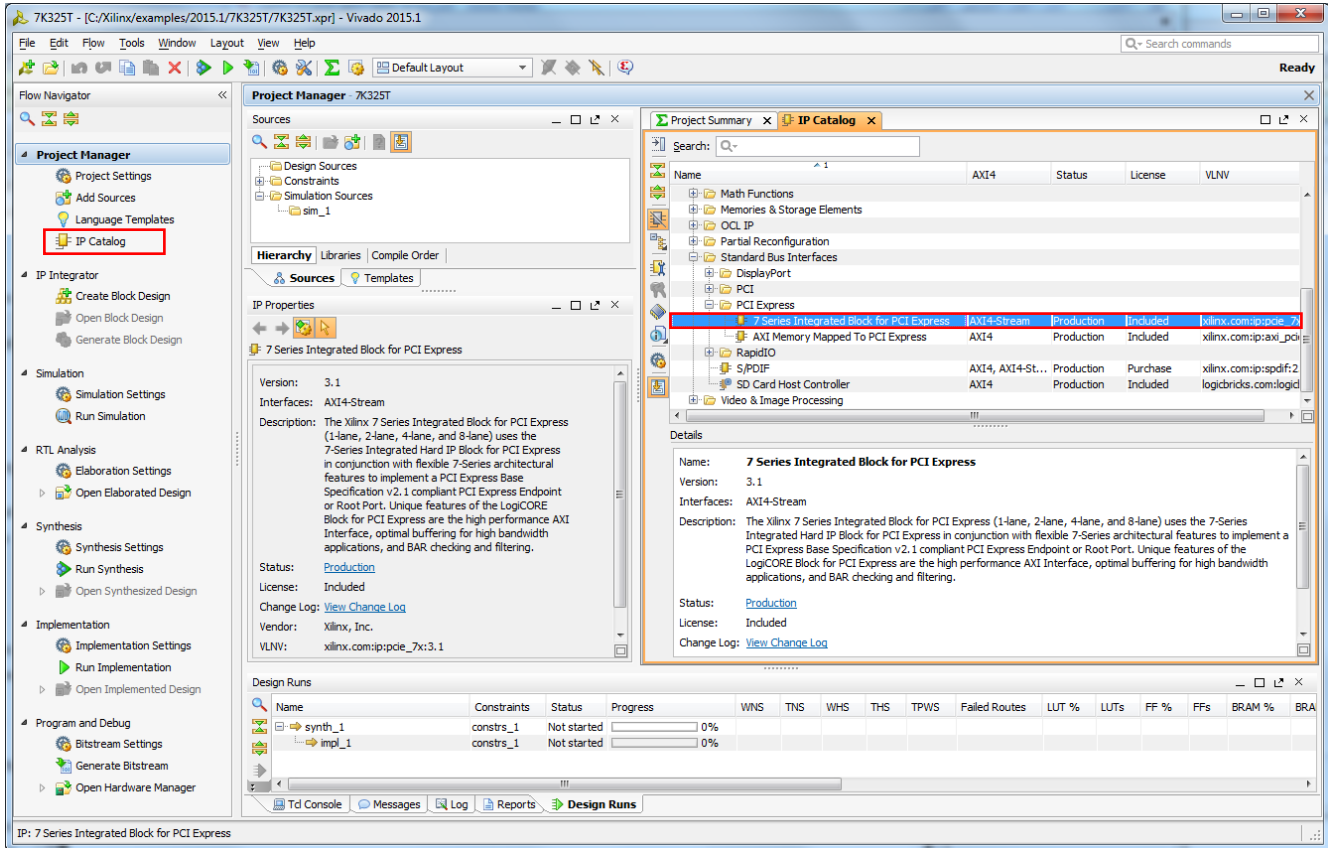 7K325T - [C:/Xilinx/examples/2015.1/7K325T/7K325T.xpr] - Vivado 2015.1
File Edit Flow Tools Window Layout View Help
Search commands
Default Layout
Ready
Flow Navigator
Project Manager
Project Settings
Add Sources
Language Templates
IP Catalog
IP Integrator
Create Block Design
Open Block Design
Generate Block Design
Simulation
Simulation Settings
Run Simulation
RTL Analysis
Elaboration Settings
Open Elaborated Design
Synthesis
Synthesis Settings
Run Synthesis
Open Synthesized Design
Implementation
Implementation Settings
Run Implementation
Open Implemented Design
Program and Debug
Bitstream Settings
Generate Bitstream
Open Hardware Manager
Project Manager - 7K325T
Sources
Design Sources
Constraints
Simulation Sources
sim_1
Hierarchy Libraries Compile Order
Sources Templates
IP Properties
7 Series Integrated Block for PCI Express
Version: 3.1
Interfaces: AXI4-Stream
Description: The Xilinx 7 Series Integrated Block for PCI Express
(1-lane, 2-lane, 4-lane, and 8-lane) uses the
7-Series Integrated Hard IP Block for PCI Express
in conjunction with flexible 7-Series architectural
features to implement a PCI Express Base
Specification v2.1 compliant PCI Express Endpoint
or Root Port. Unique features of the LogiCORE
Block for PCI Express are the high performance AXI
Interface, optimal buffering for high bandwidth
applications, and BAR checking and filtering.
Status: Production
License: Included
Change Log: View Change Log
Vendor: Xilinx, Inc.
VLNV: xilinx.com:ip:pcie_7x:3.1
Project Summary IP Catalog
Search:
Name 1 AXI4 Status License VLNV
Math Functions
Memories & Storage Elements
OCL IP
Partial Reconfiguration
Standard Bus Interfaces
DisplayPort
PCI
PCI Express
7 Series Integrated Block for PCI Express AXI4-Stream Production Included xilinx.com:ip:pcie_7x
AXI Memory Mapped To PCI Express AXI4 Production Included xilinx.com:ip:axi_pcie
RapidIO
S/PDIF AXI4, AXI4-St... Production Purchase xilinx.com:ip:spdif:2
SD Card Host Controller AXI4 Production Included logicbricks.com:logicl
Video & Image Processing
Details
Name: 7 Series Integrated Block for PCI Express
Version: 3.1
Interfaces: AXI4-Stream
Description: The Xilinx 7 Series Integrated Block for PCI Express (1-lane, 2-lane, 4-lane, and 8-lane) uses the 7-Series
Integrated Hard IP Block for PCI Express in conjunction with flexible 7-Series architectural features to implement a
PCI Express Base Specification v2.1 compliant PCI Express Endpoint or Root Port. Unique features of the
LogiCORE Block for PCI Express are the high performance AXI Interface, optimal buffering for high bandwidth
applications, and BAR checking and filtering.
Status: Production
License: Included
Change Log: View Change Log
Design Runs
Name Constraints Status Progress WNS TNS WHS THS TPWS Failed Routes LUT % LUTs FF % FFs BRAM % BRA
synth_1 constrs_1 Not started 0%
impl_1 constrs_1 Not started 0%
Tcl Console Messages Log Reports Design Runs
IP: 7 Series Integrated Block for PCI Express